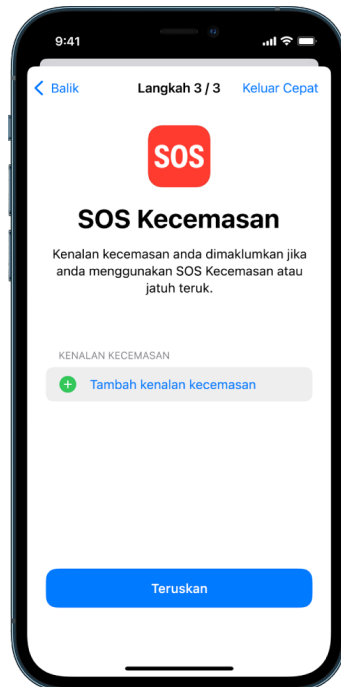 9:41
Balik Langkah 3 / 3 Keluar Cepat
SOS
SOS Kecemasan
Kenalan kecemasan anda dimaklumkan jika
anda menggunakan SOS Kecemasan atau
jatuh teruk.
KENALAN KECEMASAN
Tambah kenalan kecemasan
Teruskan